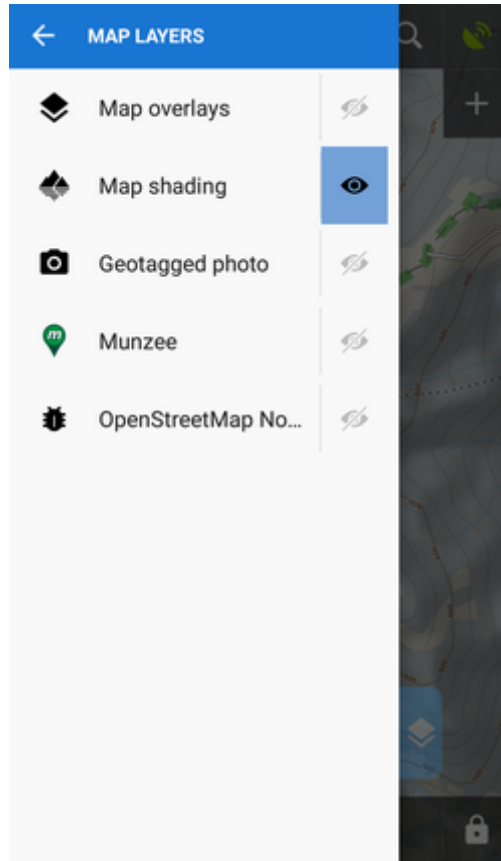 MAP LAYERS
Map overlays
Map shading
Geotagged photo
Munzee
OpenStreetMap No...